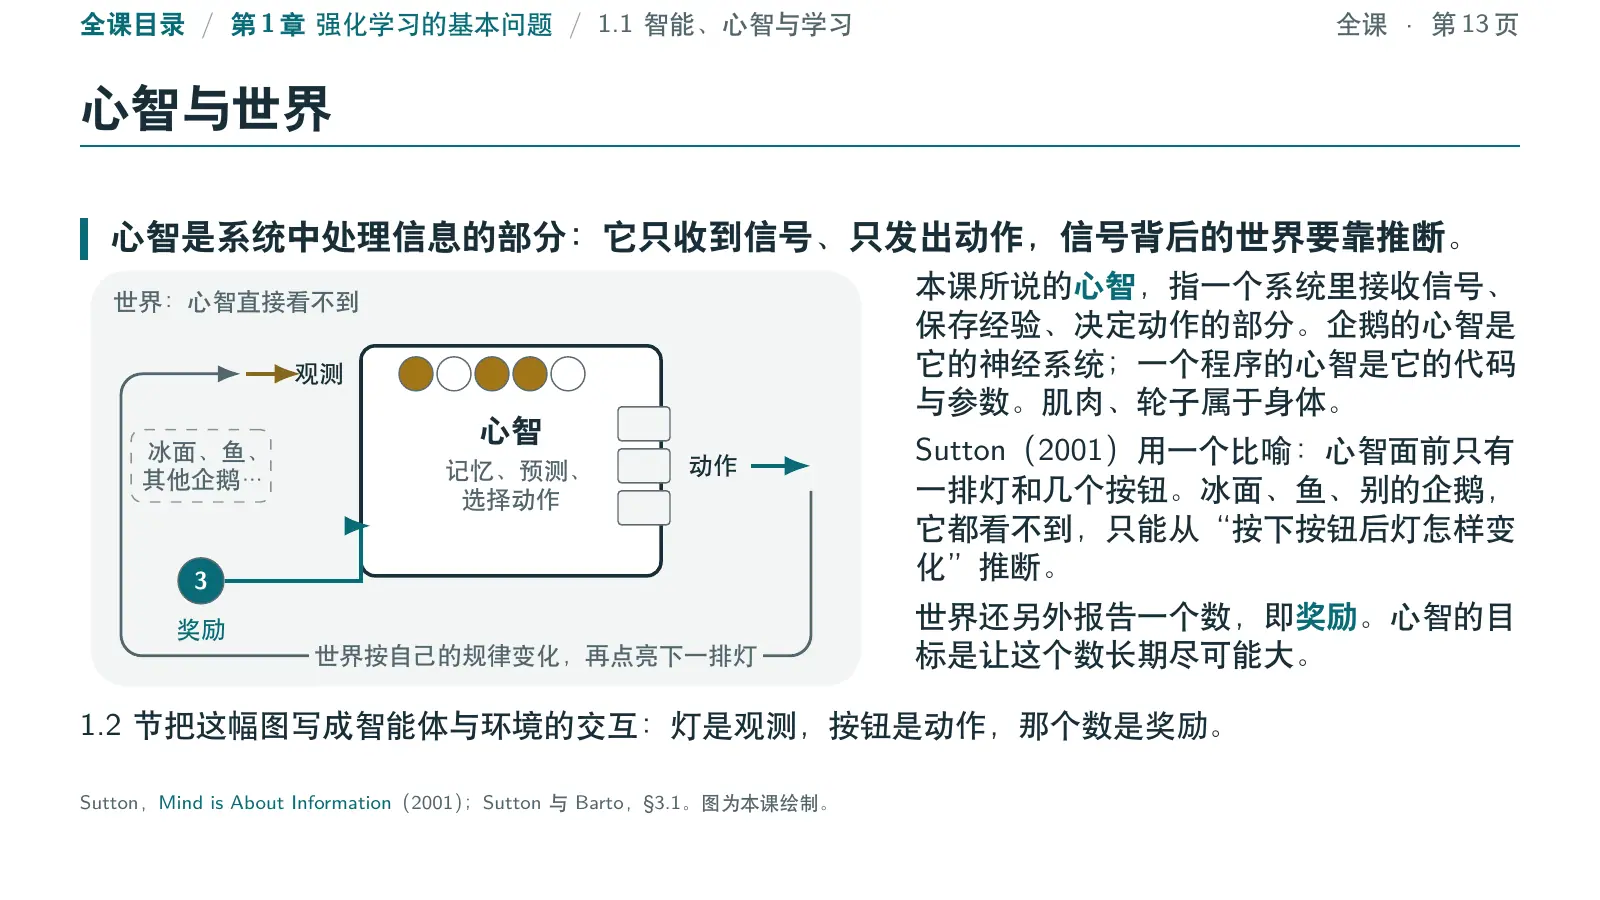 全课目录 / 第1章 强化学习的基本问题 / 1.1 智能、心智与学习
全课 · 第13页
心智与世界
心智是系统中处理信息的部分：它只收到信号、只发出动作，信号背后的世界要靠推断。
世界：心智直接看不到
观测
冰面、鱼、
其他企鹅…
心智
记忆、预测、
选择动作
动作
3
奖励
世界按自己的规律变化，再点亮下一排灯
本课所说的心智，指一个系统里接收信号、
保存经验、决定动作的部分。企鹅的心智是
它的神经系统；一个程序的心智是它的代码
与参数。肌肉、轮子属于身体。
Sutton（2001）用一个比喻：心智面前只有
一排灯和几个按钮。冰面、鱼、别的企鹅，
它都看不到，只能从“按下按钮后灯怎样变
化”推断。
世界还另外报告一个数，即奖励。心智的目
标是让这个数长期尽可能大。
1.2 节把这幅图写成智能体与环境的交互：灯是观测，按钮是动作，那个数是奖励。
Sutton，Mind is About Information（2001）；Sutton 与 Barto，§3.1。图为本课绘制。